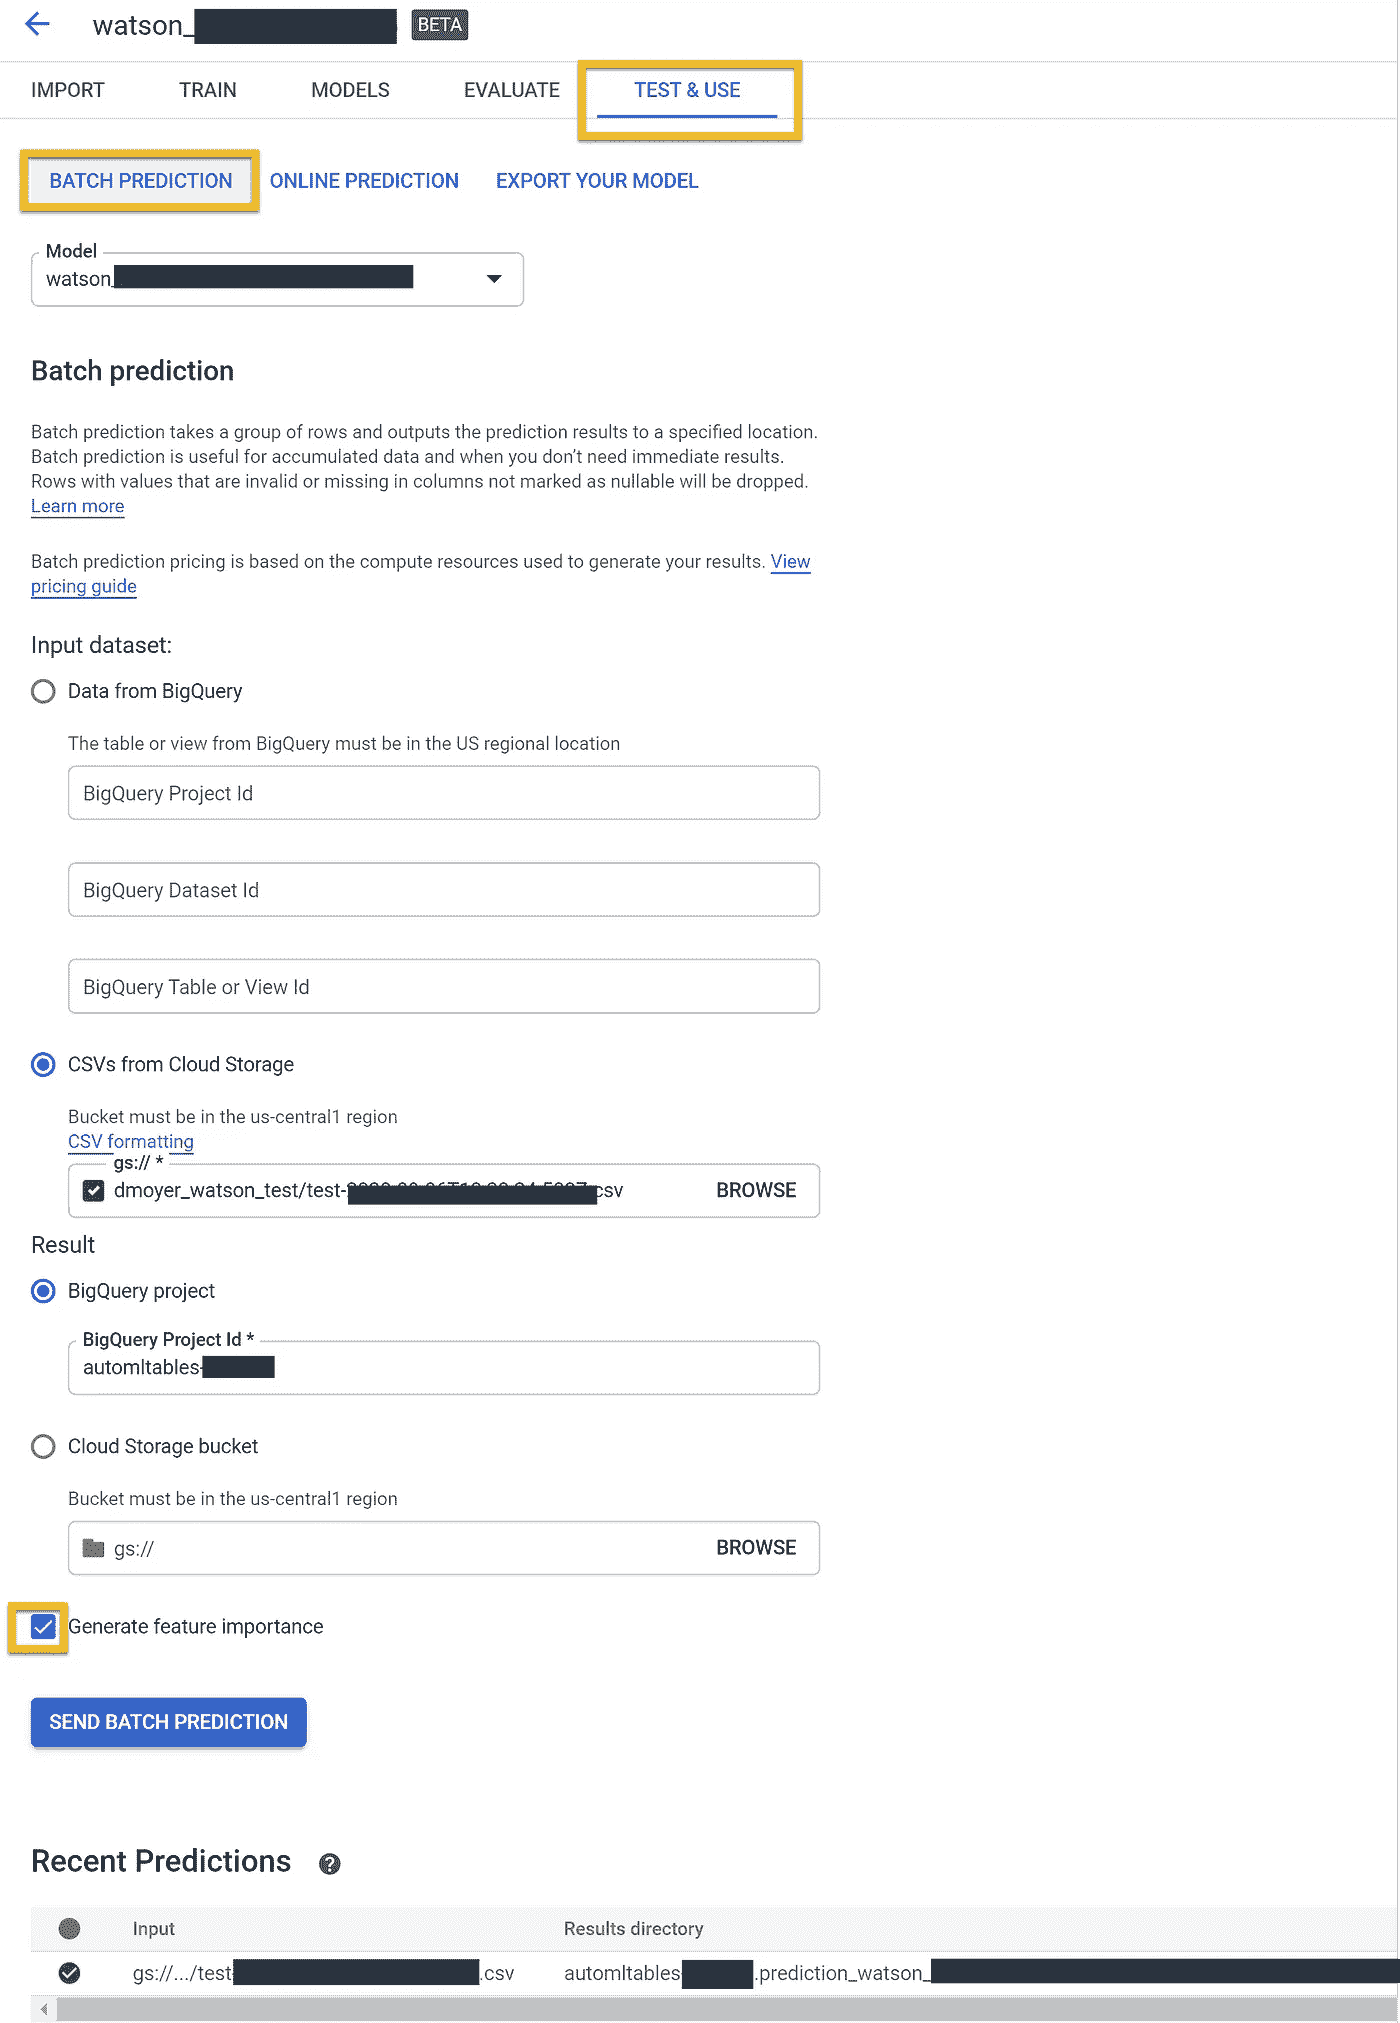 watson_ BETA
IMPORT TRAIN MODELS EVALUATE TEST & USE
BATCH PREDICTION ONLINE PREDICTION EXPORT YOUR MODEL
Model
watson_
Batch prediction
Batch prediction takes a group of rows and outputs the prediction results to a specified location.
Batch prediction is useful for accumulated data and when you don't need immediate results.
Rows with values that are invalid or missing in columns not marked as nullable will be dropped.
Learn more
Batch prediction pricing is based on the compute resources used to generate your results. View
pricing guide
Input dataset:
Data from BigQuery
The table or view from BigQuery must be in the US regional location
BigQuery Project Id
BigQuery Dataset Id
BigQuery Table or View Id
CSVs from Cloud Storage
Bucket must be in the us-central1 region
CSV formatting
gs:// *
dmoyer_watson_test/test- csv BROWSE
Result
BigQuery project
BigQuery Project Id *
automltables-
Cloud Storage bucket
Bucket must be in the us-central1 region
gs:// BROWSE
Generate feature importance
SEND BATCH PREDICTION
Recent Predictions ?
Input Results directory
gs://.../test- .csv automltables .prediction_watson_